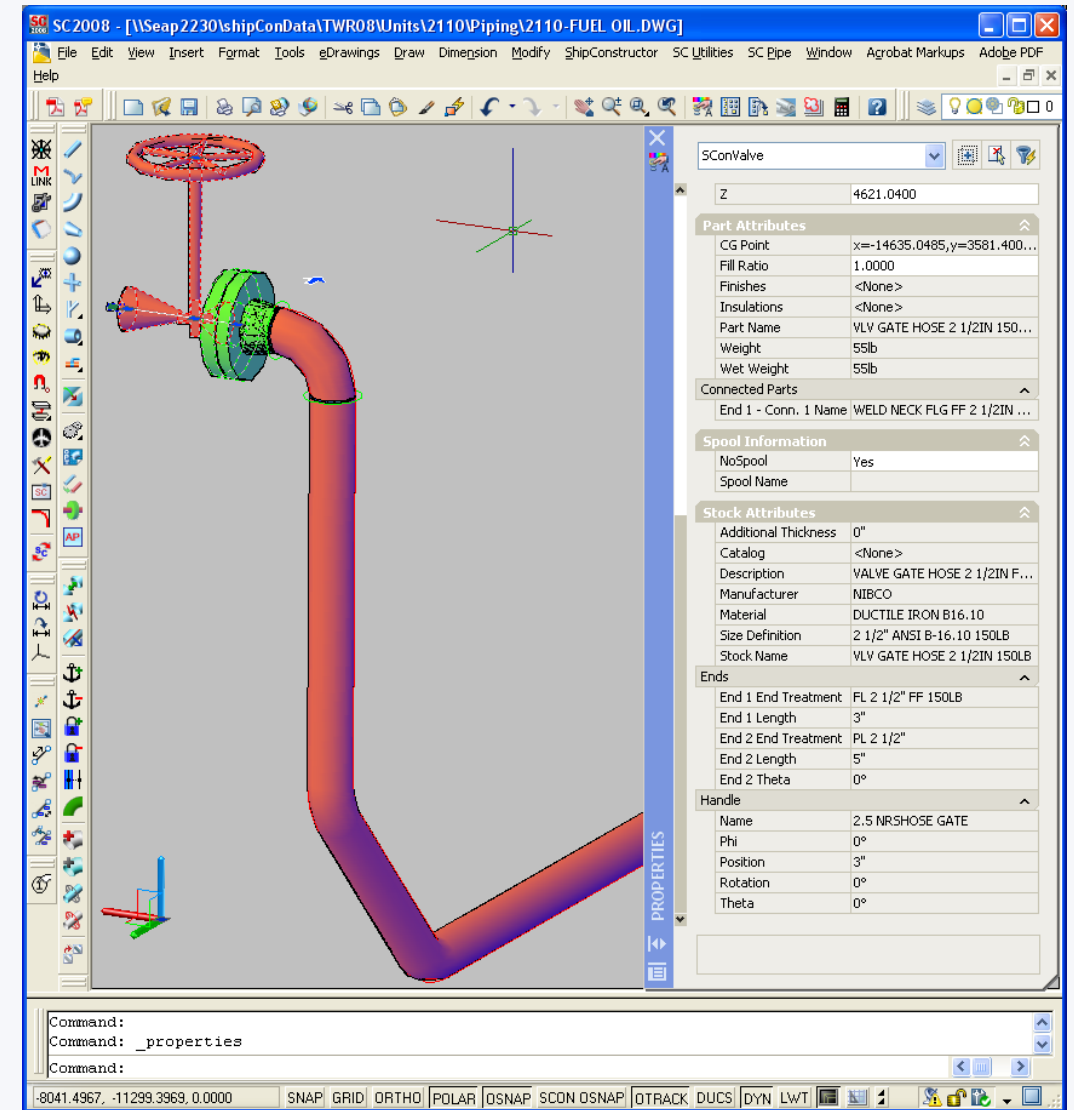 SC2008 - [\\Seap2230\shipConData\TWR08\Units\2110\Piping\2110-FUEL OIL.DWG]
File Edit View Insert Format Tools eDrawings Draw Dimension Modify ShipConstructor SC Utilities SC Pipe Window Acrobat Markups Adobe PDF
Help
0
M
LINK
SC
SC
AP
SConValve
Z 4621.0400
Part Attributes
CG Point x=-14635.0485,y=3581.400...
Fill Ratio 1.0000
Finishes <None>
Insulations <None>
Part Name VLV GATE HOSE 2 1/2IN 150...
Weight 55lb
Wet Weight 55lb
Connected Parts
End 1 - Conn. 1 Name WELD NECK FLG FF 2 1/2IN ...
Spool Information
NoSpool Yes
Spool Name
Stock Attributes
Additional Thickness 0"
Catalog <None>
Description VALVE GATE HOSE 2 1/2IN F...
Manufacturer NIBCO
Material DUCTILE IRON B16.10
Size Definition 2 1/2" ANSI B-16.10 150LB
Stock Name VLV GATE HOSE 2 1/2IN 150LB
Ends
End 1 End Treatment FL 2 1/2" FF 150LB
End 1 Length 3"
End 2 End Treatment PL 2 1/2"
End 2 Length 5"
End 2 Theta 0°
Handle
Name 2.5 NRSHOSE GATE
Phi 0°
Position 3"
Rotation 0°
Theta 0°
PROPERTIES
Command:
Command: _properties
Command:
-8041.4967, -11299.3969, 0.0000 SNAP GRID ORTHO POLAR OSNAP SCON OSNAP OTRACK DUCS DYN LWT